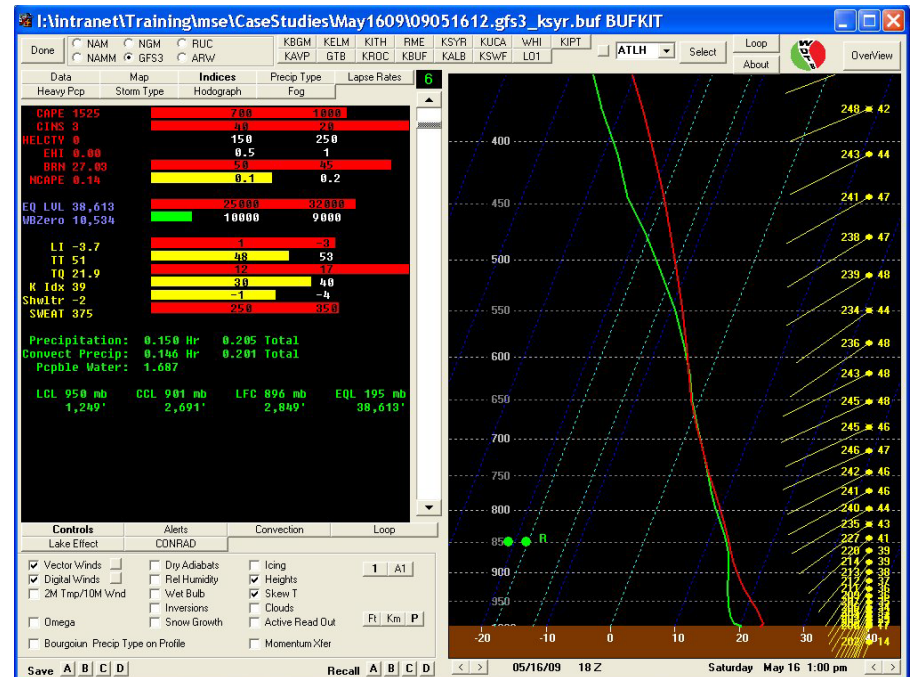 I:\intranet\Training\mse\CaseStudies\May1609\09051612.gfs3_ksyr.buf BUFKIT
Done NAM NGM RUC KBGM KELM KITH RME KSYR KUCA WHI KIPT ATLH Select Loop OverView
NAMM GFS3 ARW KAVP GTB KROC KBUF KALB KSWF LO1 About
Data Map Indices Precip Type Lapse Rates 6
Heavy Pcp Storm Type Hodograph Fog
CAPE 1525 700 1000
CINS 3 40 20
HELCTY 0 150 250
EHI 0.00 0.5 1
BRN 27.03 50 45
NCAPE 0.14 0.1 0.2
EQ LVL 38,613 25000 32000
WBZero 10,534 10000 9000
LI -3.7 1 -3
TT 51 48 53
TQ 21.9 12 17
K Idx 39 30 40
Shwltr -2 -1 -4
SWEAT 375 250 350
Precipitation: 0.150 Hr 0.205 Total
Convect Precip: 0.146 Hr 0.201 Total
Pcpble Water: 1.687
LCL 950 mb CCL 901 mb LFC 896 mb EQL 195 mb
1,249' 2,691' 2,849' 38,613'
248 42
400
243 44
450
241 47
238 47
500
239 48
550
234 44
600
236 48
243 48
650
245 48
245 46
700
246 47
242 46
241 46
800
240 44
235 43
85 R
227 41
220 39
214 39
900
213 38
950
14
-20 -10 0 10 20 30
Controls Alerts Convection Loop
Lake Effect CONRAD
Vector Winds Dry Adiabats Icing 1 A1
Digital Winds Rel Humidity Heights
2M Tmp/10M Wnd Wet Bulb Skew T
Inversions Clouds
Omega Snow Growth Active Read Out Ft Km P
Bourgoiun Precip Type on Profile Momentum Xfer
Save A B C D Recall A B C D < > 05/16/09 18 Z Saturday May 16 1:00 pm < >